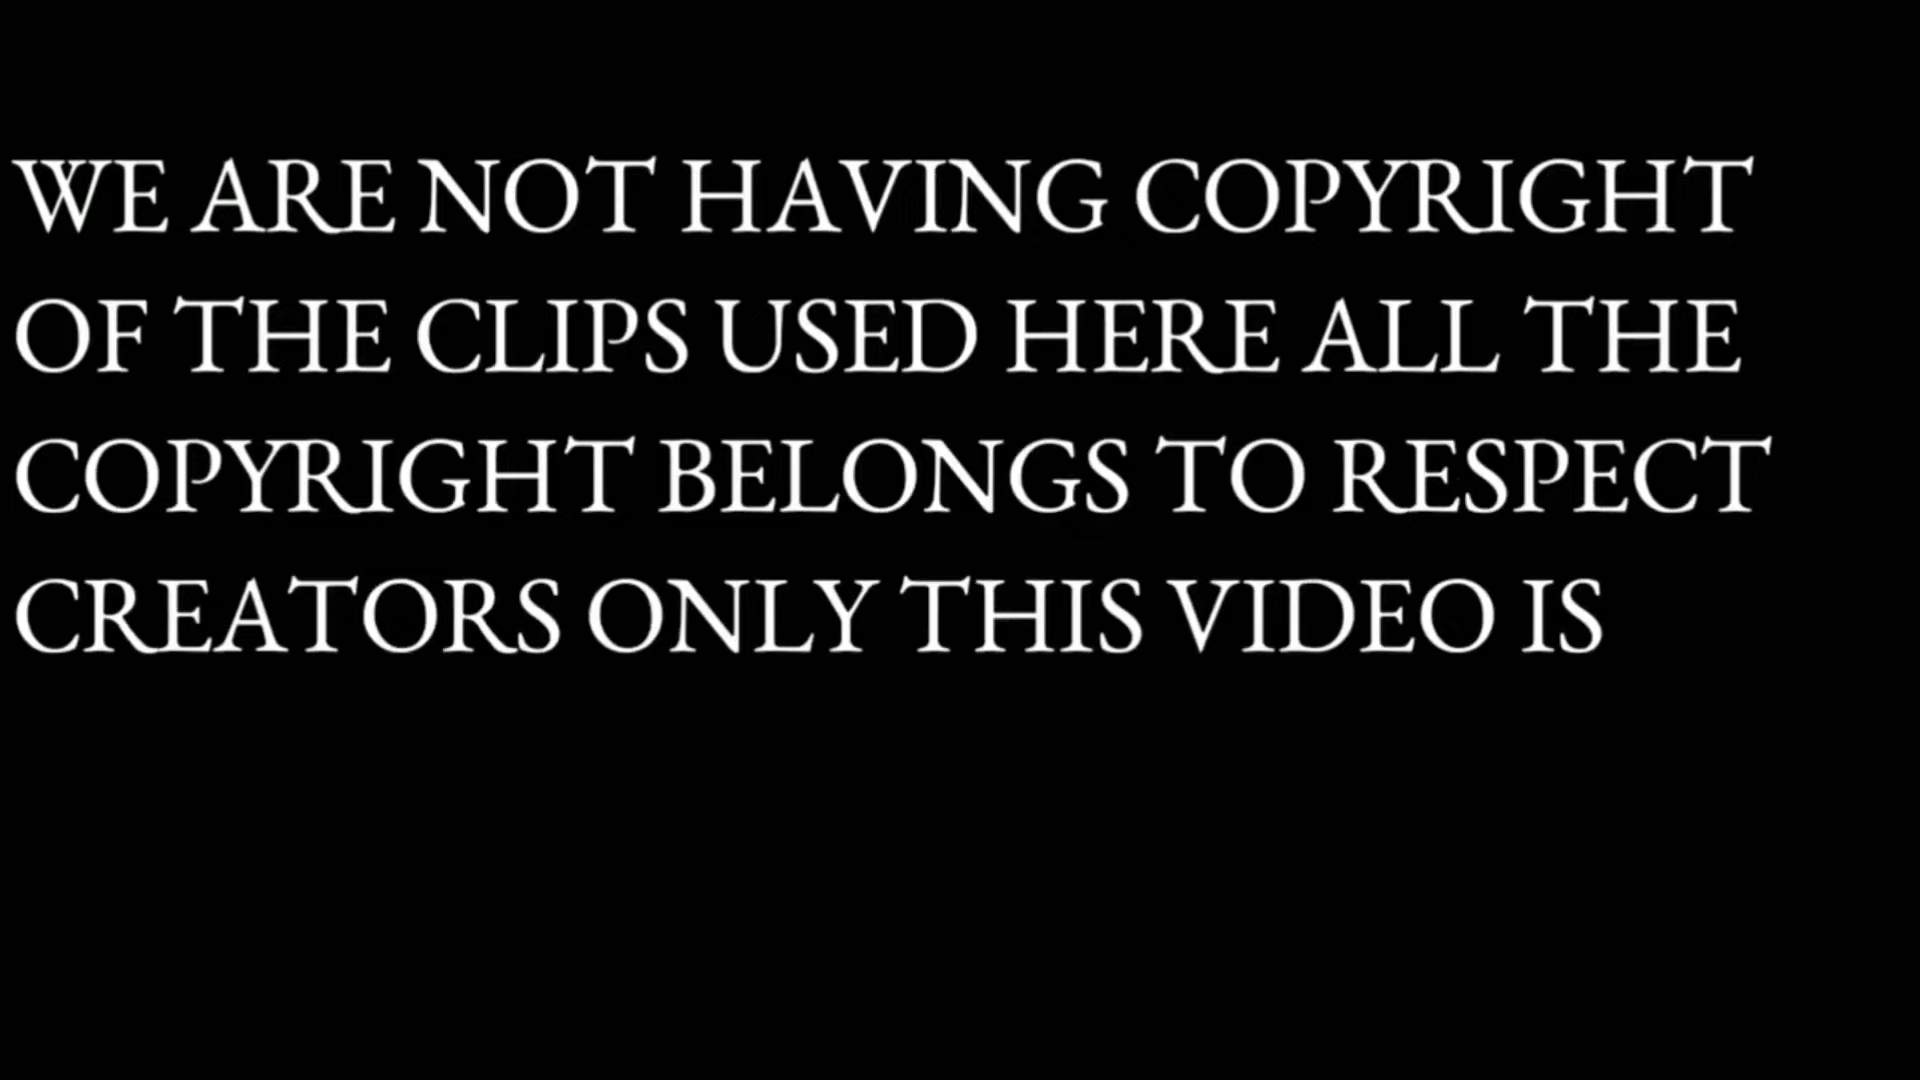 WE ARE NOT HAVING COPYRIGHT
OF THE CLIPS USED HERE ALL THE
COPYRIGHT BELONGS TO RESPECT
CREATORS ONLY THIS VIDEO IS